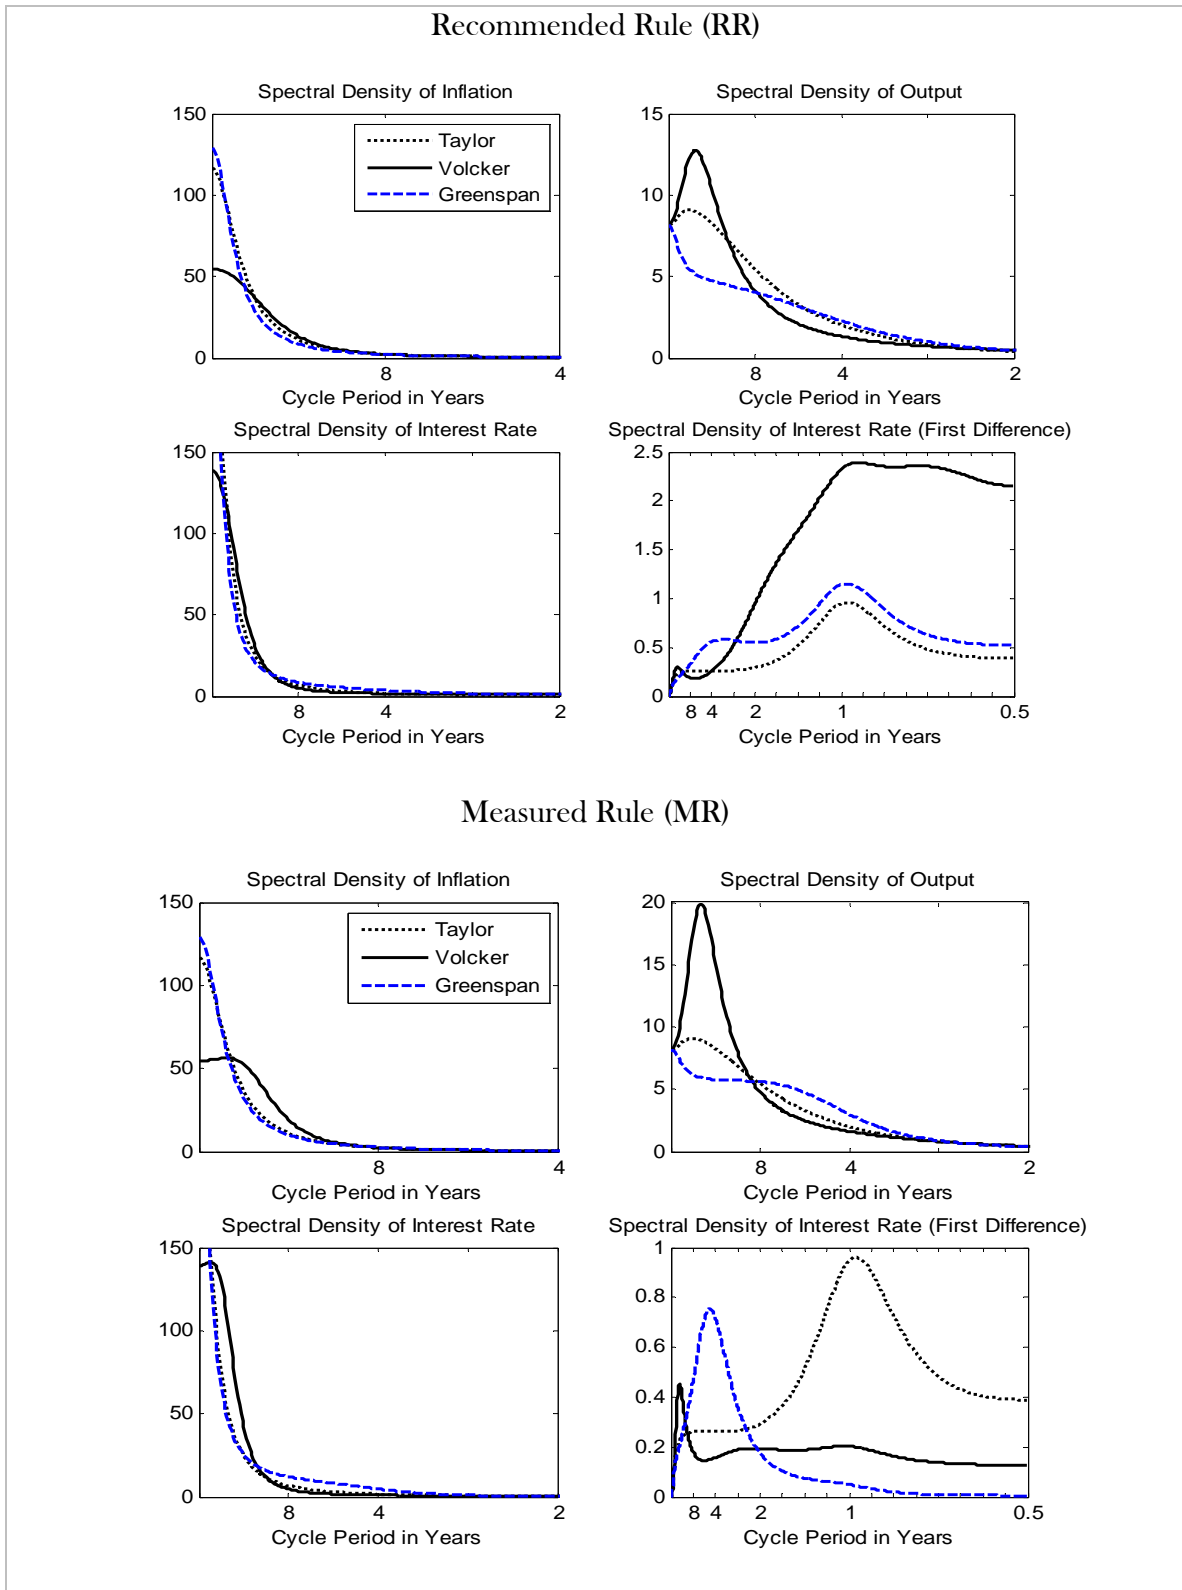 Recommended Rule (RR)
Spectral Density of Inflation
150
100
50
0
8
4
Cycle Period in Years
Taylor
Volcker
Greenspan
Spectral Density of Output
15
10
5
0
8
4
2
Cycle Period in Years
Spectral Density of Interest Rate
150
100
50
0
8
4
2
Cycle Period in Years
Spectral Density of Interest Rate (First Difference)
2.5
2
1.5
1
0.5
0
8
4
2
1
0.5
Cycle Period in Years
Measured Rule (MR)
Spectral Density of Inflation
150
100
50
0
8
4
Cycle Period in Years
Taylor
Volcker
Greenspan
Spectral Density of Output
20
15
10
5
0
8
4
2
Cycle Period in Years
Spectral Density of Interest Rate
150
100
50
0
8
4
2
Cycle Period in Years
Spectral Density of Interest Rate (First Difference)
1
0.8
0.6
0.4
0.2
0
8
4
2
1
0.5
Cycle Period in Years